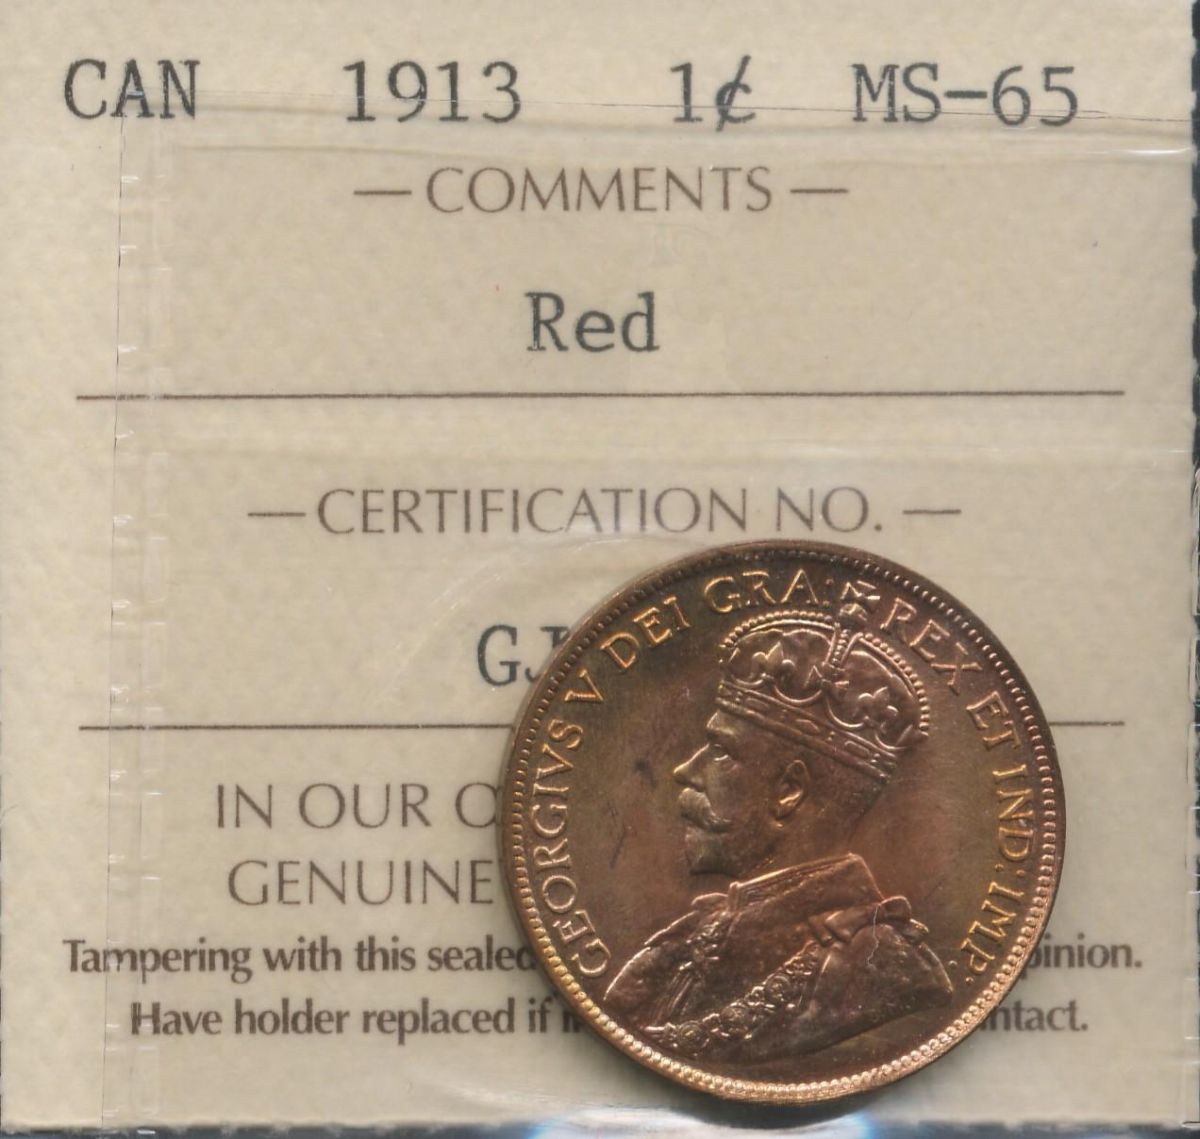 CAN 1913 1¢ MS-65
— COMMENTS —
Red
— CERTIFICATION NO. —
GJ
IN OUR O
GENUINE
Tampering with this sealed pinion.
Have holder replaced if ntact.
GEORGIVS V DEI GRA: REX ET IND: IMP: